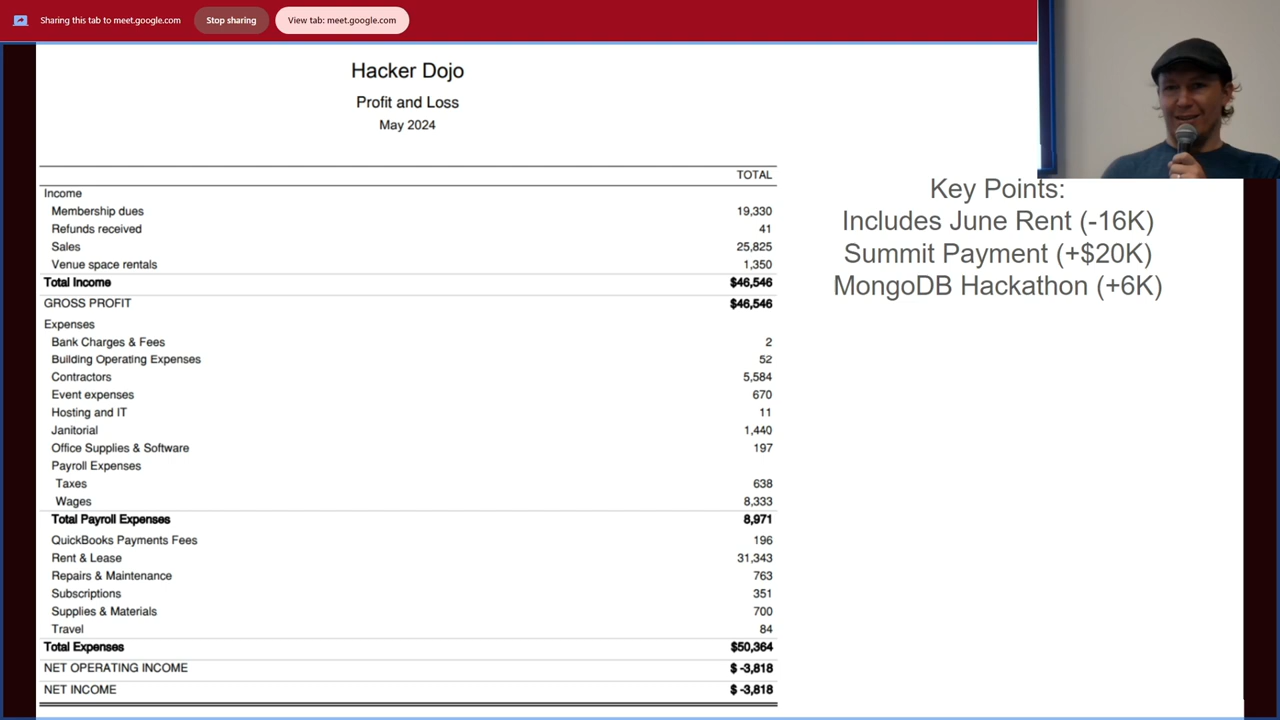 Sharing this tab to meet.google.com Stop sharing View tab: meet.google.com
Hacker Dojo
Profit and Loss
May 2024
TOTAL
Income
Membership dues 19,330
Refunds received 41
Sales 25,825
Venue space rentals 1,350
Total Income $46,546
GROSS PROFIT $46,546
Expenses
Bank Charges & Fees 2
Building Operating Expenses 52
Contractors 5,584
Event expenses 670
Hosting and IT 11
Janitorial 1,440
Office Supplies & Software 197
Payroll Expenses
Taxes 638
Wages 8,333
Total Payroll Expenses 8,971
QuickBooks Payments Fees 196
Rent & Lease 31,343
Repairs & Maintenance 763
Subscriptions 351
Supplies & Materials 700
Travel 84
Total Expenses $50,364
NET OPERATING INCOME $ -3,818
NET INCOME $ -3,818
Key Points:
Includes June Rent (-16K)
Summit Payment (+$20K)
MongoDB Hackathon (+6K)